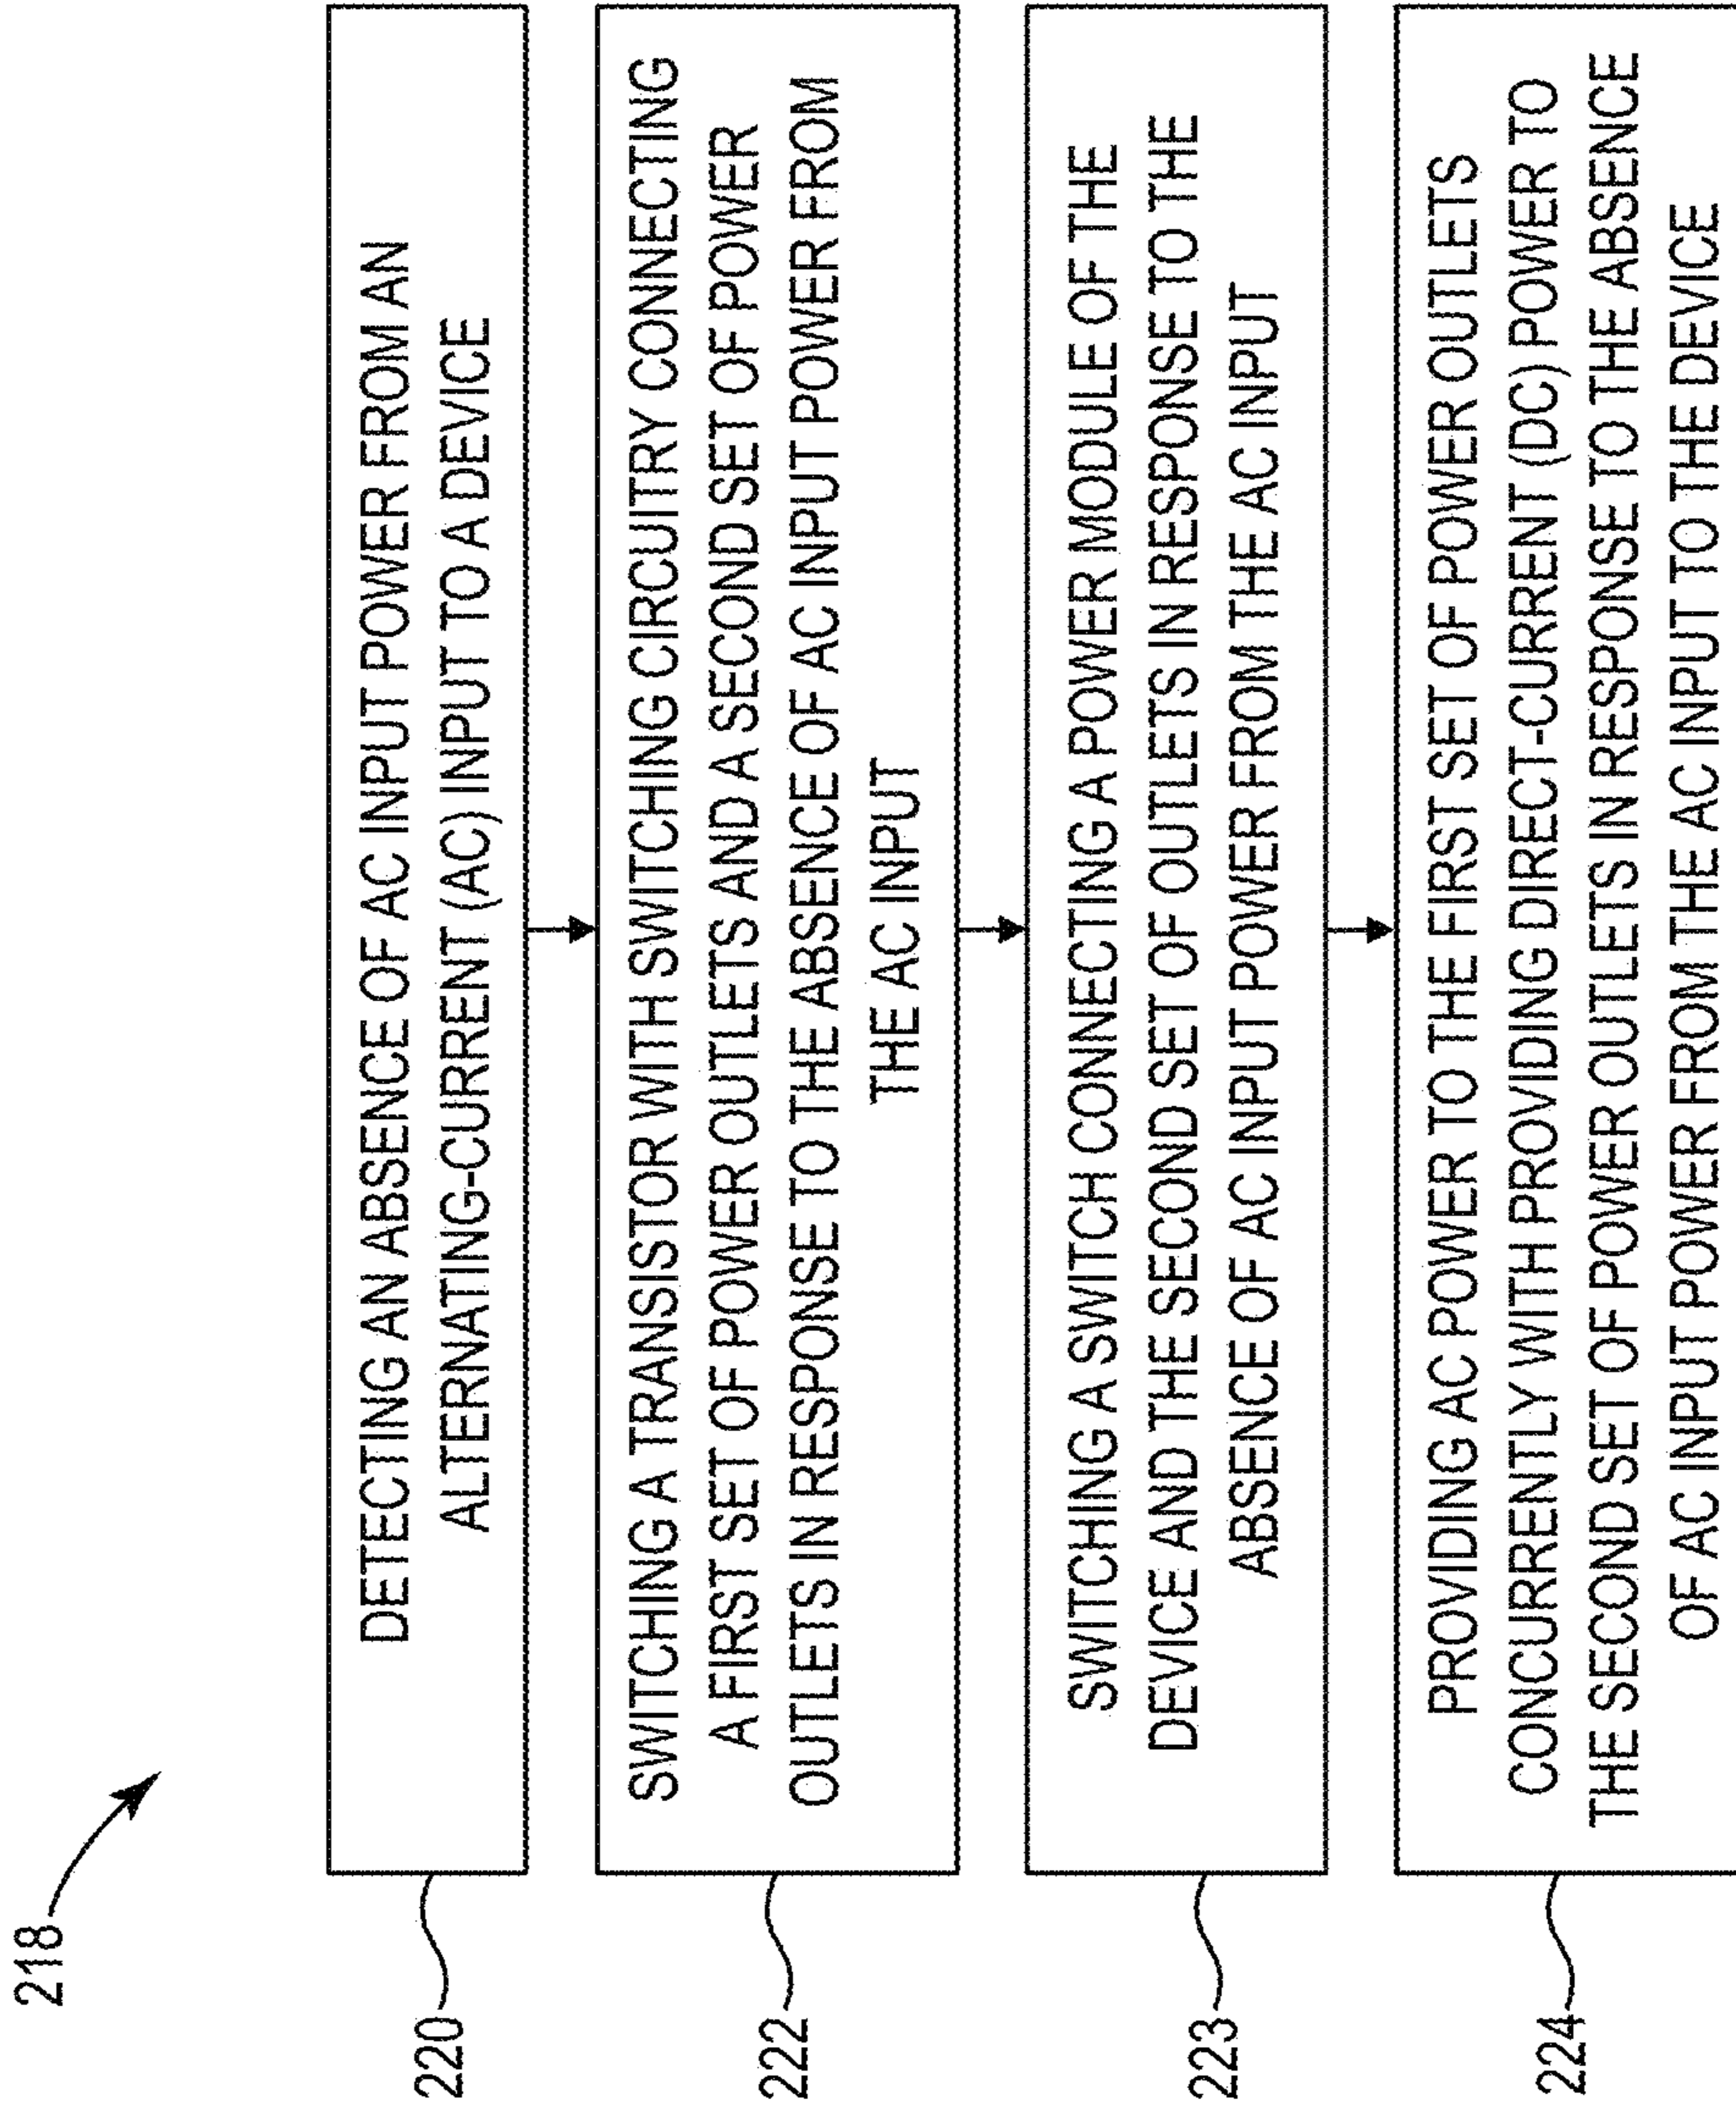 218
220
DETECTING AN ABSENCE OF AC INPUT POWER FROM AN
ALTERNATING-CURRENT (AC) INPUT TO A DEVICE
222
SWITCHING A TRANSISTOR WITH SWITCHING CIRCUITRY CONNECTING
A FIRST SET OF POWER OUTLETS AND A SECOND SET OF POWER
OUTLETS IN RESPONSE TO THE ABSENCE OF AC INPUT POWER FROM
THE AC INPUT
223
SWITCHING A SWITCH CONNECTING A POWER MODULE OF THE
DEVICE AND THE SECOND SET OF OUTLETS IN RESPONSE TO THE
ABSENCE OF AC INPUT POWER FROM THE AC INPUT
224
PROVIDING AC POWER TO THE FIRST SET OF POWER OUTLETS
CONCURRENTLY WITH PROVIDING DIRECT-CURRENT (DC) POWER TO
THE SECOND SET OF POWER OUTLETS IN RESPONSE TO THE ABSENCE
OF AC INPUT POWER FROM THE AC INPUT TO THE DEVICE